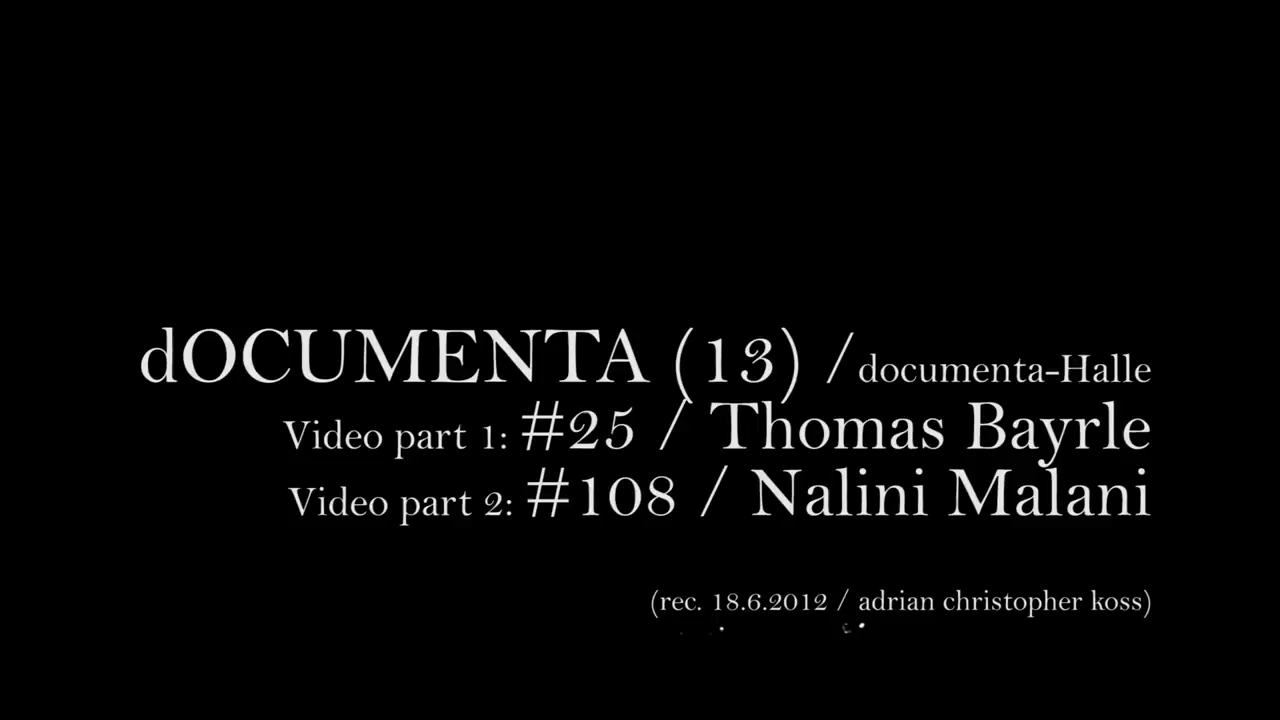 dOCUMENTA (13) / documenta-Halle
Video part 1: #25 / Thomas Bayrle
Video part 2: #108 / Nalini Malani
(rec. 18.6.2012 / adrian christopher koss)